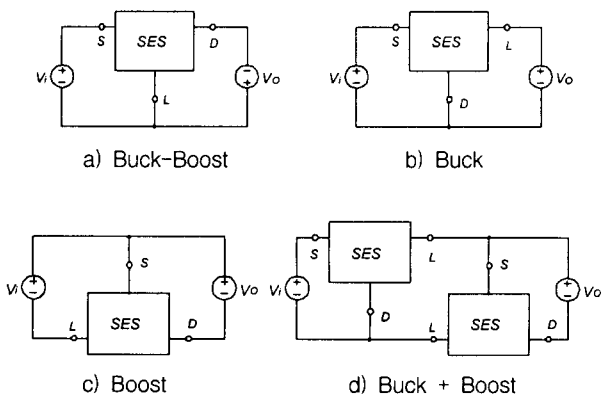 S SES D S SES L
Vi L Vo Vi D Vo
a) Buck-Boost b) Buck
S SES L S
Vi S Vo Vi D Vo
L SES D L SES D
c) Boost d) Buck + Boost